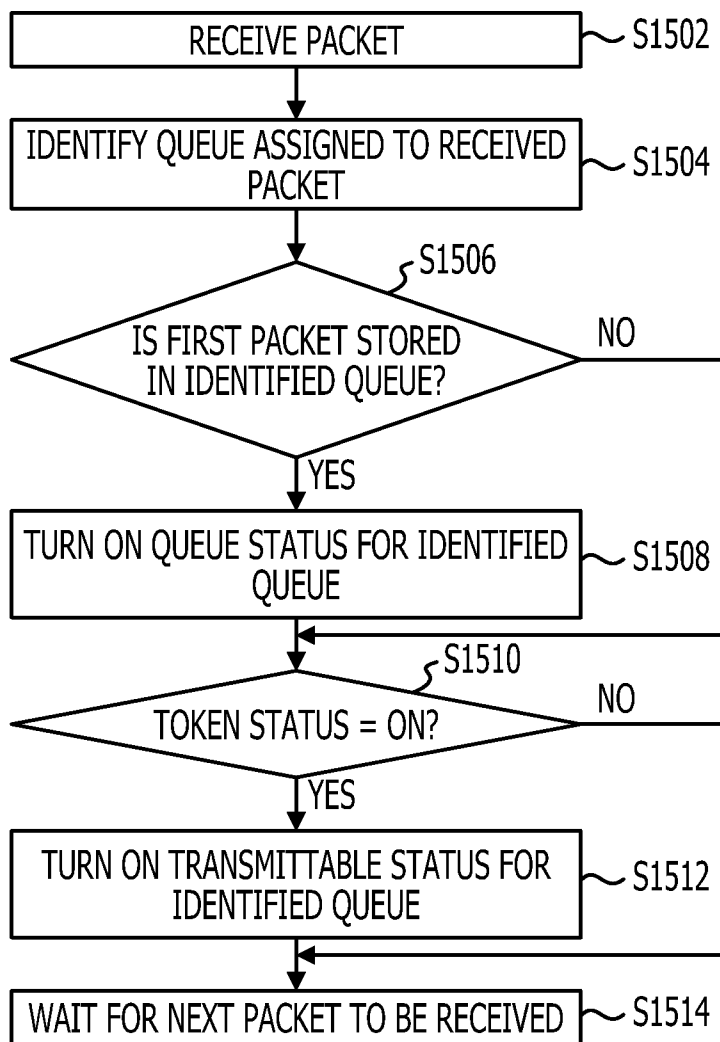 RECEIVE PACKET
S1502
IDENTIFY QUEUE ASSIGNED TO RECEIVED
PACKET
S1504
S1506
IS FIRST PACKET STORED
IN IDENTIFIED QUEUE?
NO
YES
TURN ON QUEUE STATUS FOR IDENTIFIED
QUEUE
S1508
S1510
TOKEN STATUS = ON?
NO
YES
TURN ON TRANSMITTABLE STATUS FOR
IDENTIFIED QUEUE
S1512
WAIT FOR NEXT PACKET TO BE RECEIVED
S1514